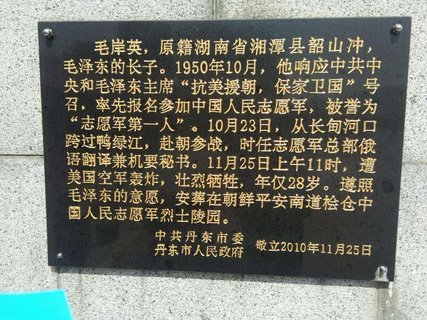 毛岸英，原籍湖南省湘潭县韶山冲，
毛泽东的长子。1950年10月，他响应中共中
央和毛泽东主席“抗美援朝，保家卫国”号
召，率先报名参加中国人民志愿军，被誉为
“志愿军第一人”。10月23日，从长甸河口
跨过鸭绿江，赴朝参战，时任志愿军总部俄
语翻译兼机要秘书。11月25日上午11时，遭
美国空军轰炸，壮烈牺牲，年仅28岁。遵照
毛泽东的意愿，安葬在朝鲜平安南道桧仓中
国人民志愿军烈士陵园。
中共丹东市委
丹东市人民政府 敬立2010年11月25日